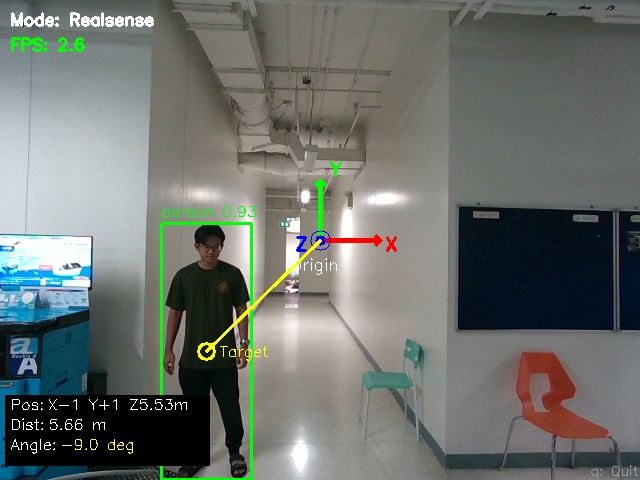 Mode: Realsense
FPS: 2.6
Y
person 0.93
Z
X
Origin
Target
a
A
Pos: X-1 Y+1 Z5.53m
Dist: 5.66 m
Angle: -9.0 deg
q: Quit